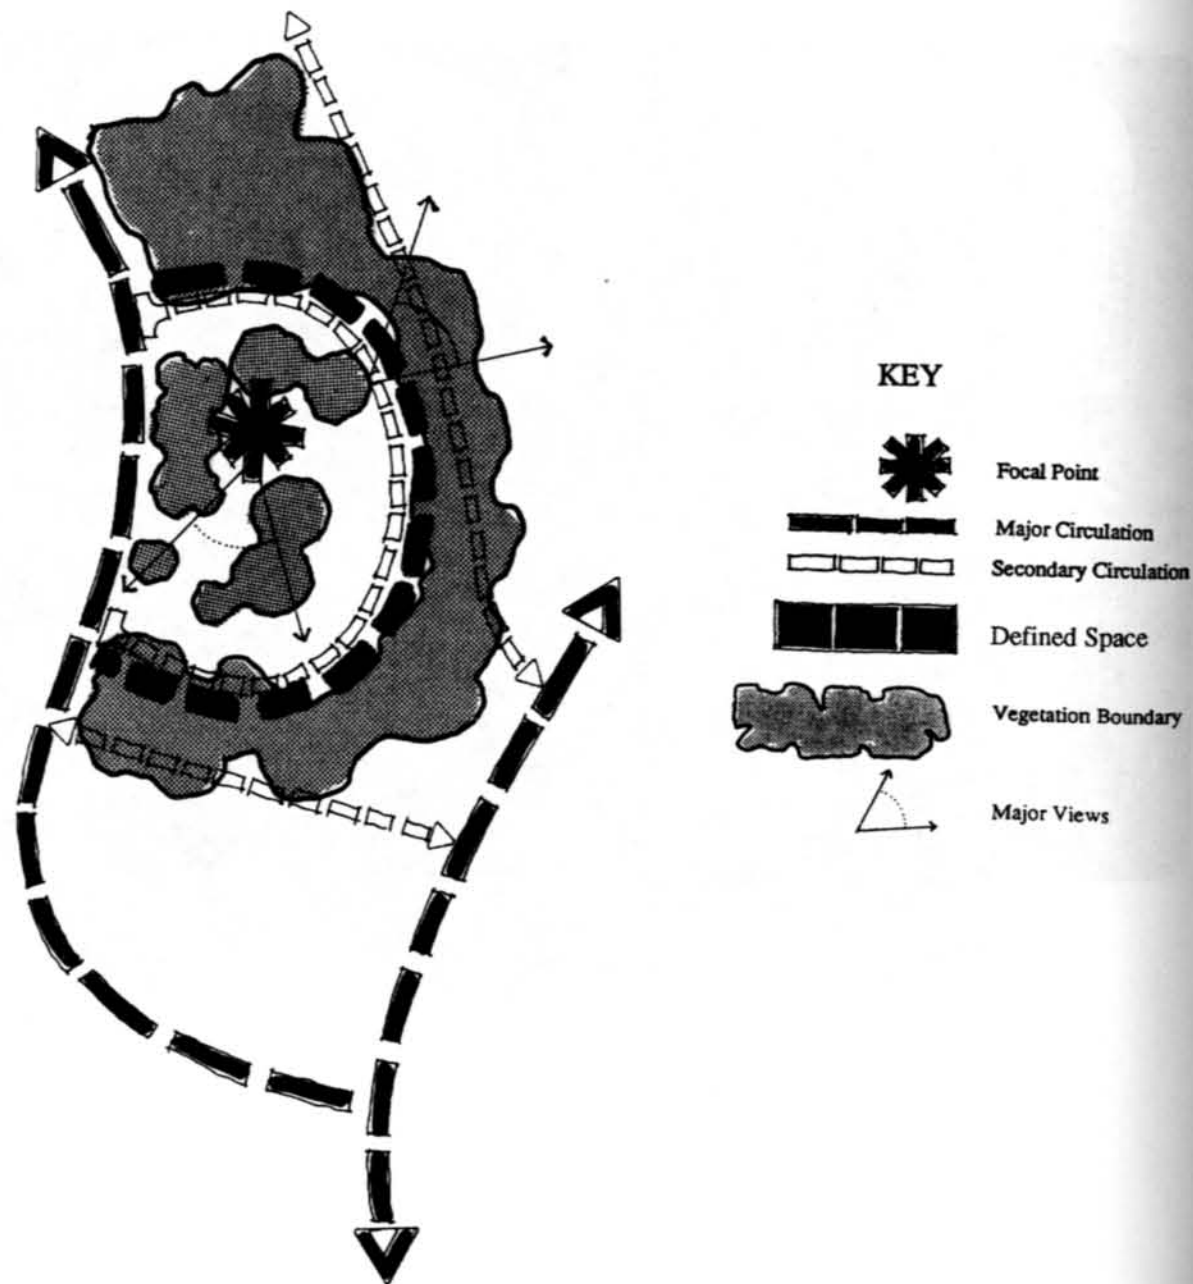 KEY
Focal Point
Major Circulation
Secondary Circulation
Defined Space
Vegetation Boundary
Major Views